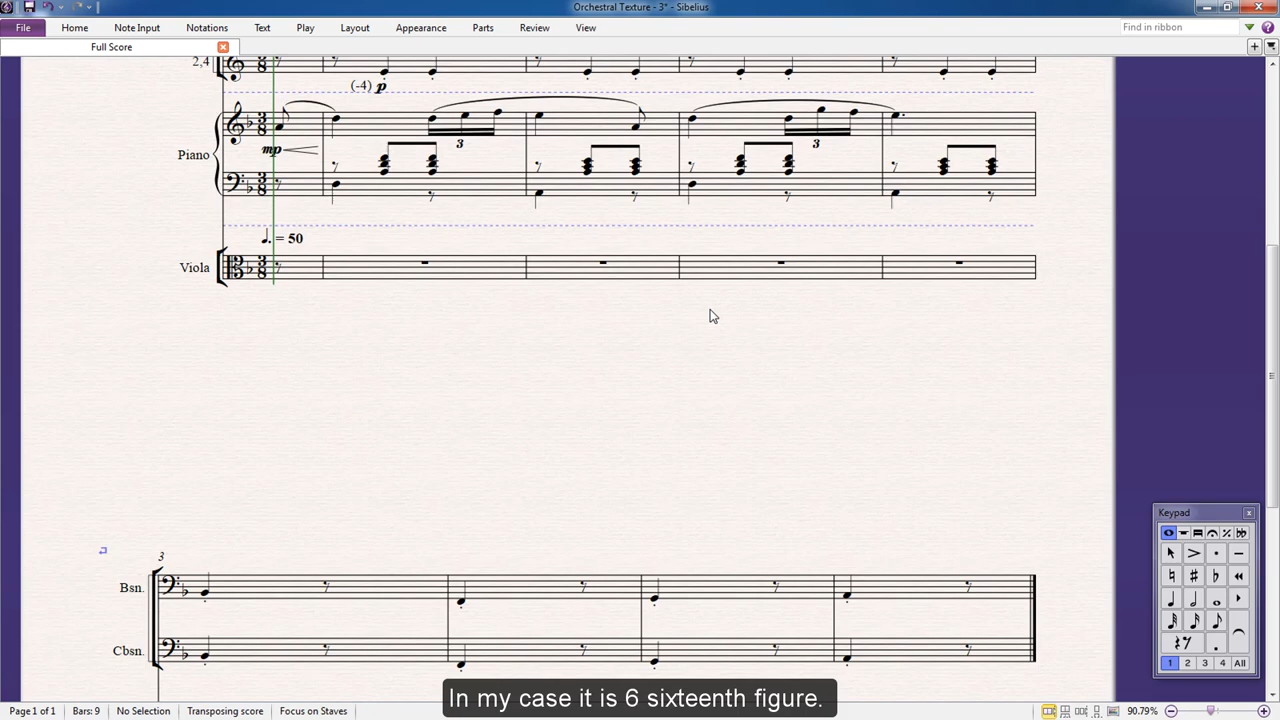 Orchestral Texture - 3* - Sibelius
File Home Note Input Notations Text Play Layout Appearance Parts Review View Find in ribbon
Full Score
2,4
(-4) p
3 3
Piano
mp
= 50
Viola
3
Bsn.
Cbsn.
Keypad
1 2 3 4 All
In my case it is 6 sixteenth figure.
Page 1 of 1 Bars: 9 No Selection Transposing score Focus on Staves 90.79%